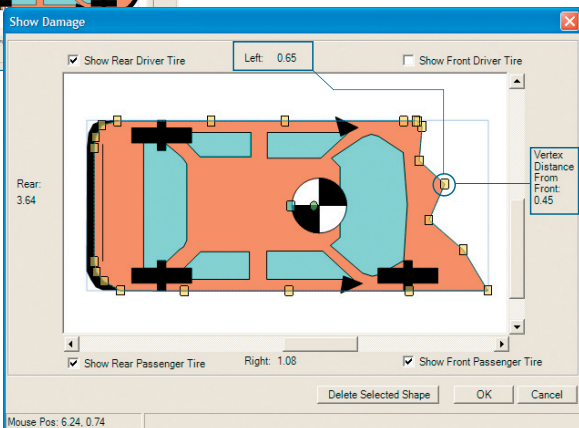 Show Damage
Show Rear Driver Tire
Left: 0.65
Show Front Driver Tire
Rear:
3.64
Vertex
Distance
From
Front:
0.45
Show Rear Passenger Tire
Right: 1.08
Show Front Passenger Tire
Delete Selected Shape
OK
Cancel
Mouse Pos: 6.24, 0.74